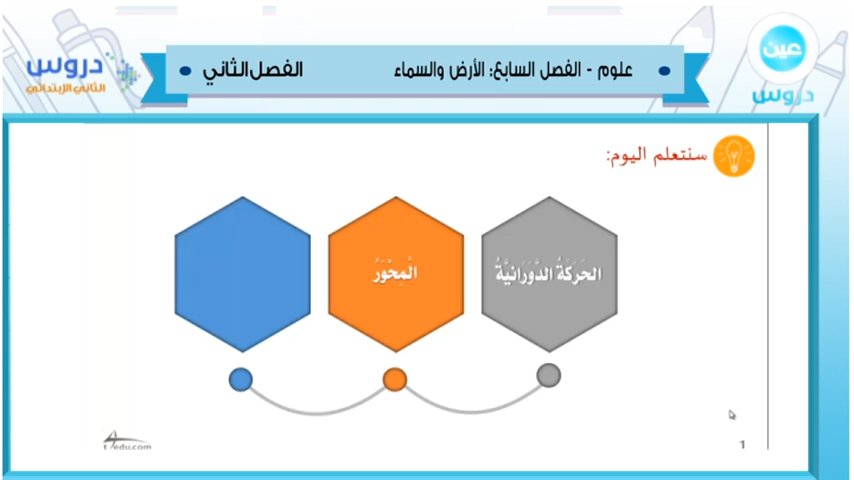 عين
دروس
علوم - الفصل السابع: الأرض والسماء
الفصل الثاني
دروس
الثاني الإبتدائي
سنتعلم اليوم:
الحَرَكَةُ الدَّوَرَانِيَّةُ
الْمِحْوَرُ
t4edu.com
1